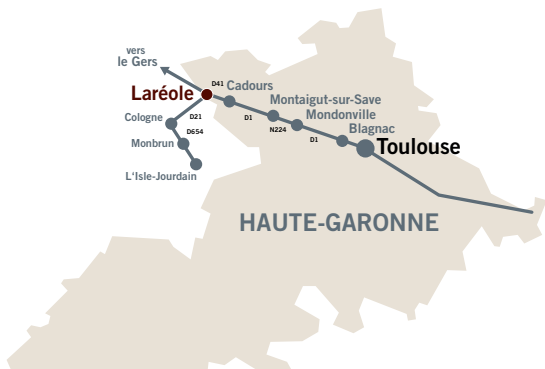 vers
le Gers
D41
Cadours
Laréole
Montaigut-sur-Save
Cologne
D21
D1
Mondonville
D654
N224
Blagnac
Monbrun
D1
Toulouse
L'Isle-Jourdain
HAUTE-GARONNE